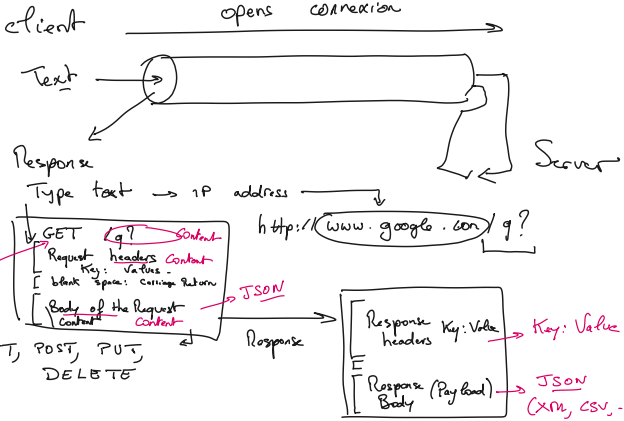 client opens connexion
Text
Response
Server
Type text → IP address
http://www.google.com/q?
GET /q? Content
Request headers Content
Key: Values -
blank space: Carriage Return
Body of the Request
Content Content
JSON
T, POST, PUT,
DELETE
Response
Response headers Key: Value
Key: Value
Response Body (Payload)
JSON
(XML, CSV, -